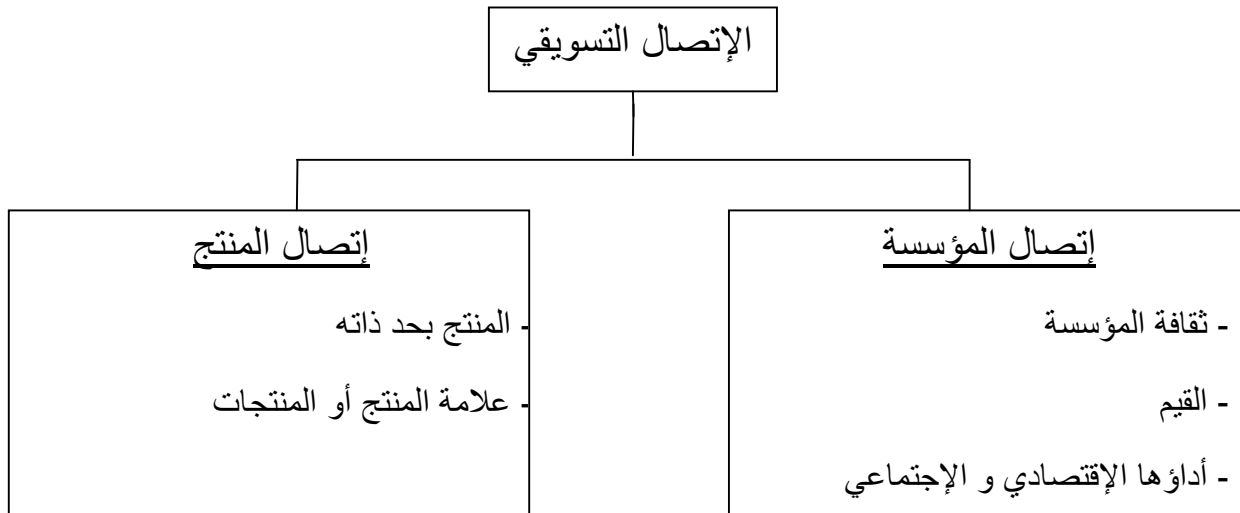 الإتصال التسويقي
إتصال المؤسسة
- ثقافة المؤسسة
- القيم
- أداؤها الإقتصادي و الإجتماعي
إتصال المنتج
- المنتج بحد ذاته
- علامة المنتج أو المنتجات